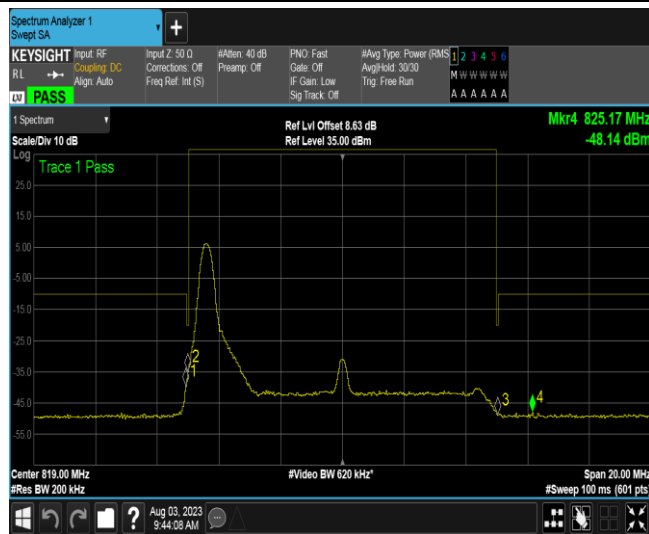 Spectrum Analyzer 1
Swept SA
+
KEYSIGHT
RL
LXI PASS
Input: RF
Coupling: DC
Align: Auto
Input Z: 50 Ω
Corrections: Off
Freq Ref: Int (S)
#Atten: 40 dB
Preamp: Off
PNO: Fast
Gate: Off
IF Gain: Low
Sig Track: Off
#Avg Type: Power (RMS
Avg|Hold: 30/30
Trig: Free Run
1 2 3 4 5 6
M W W W W W
A A A A A A
1 Spectrum
Scale/Div 10 dB
Ref Lvl Offset 8.63 dB
Ref Level 35.00 dBm
Mkr4 825.17 MHz
-48.14 dBm
Log
Trace 1 Pass
25.0
15.0
5.00
-5.00
-15.0
-25.0
-35.0
-45.0
-55.0
2
1
3
4
Center 819.00 MHz
#Res BW 200 kHz
#Video BW 620 kHz*
Span 20.00 MHz
#Sweep 100 ms (601 pts)
?
Aug 03, 2023
9:44:08 AM